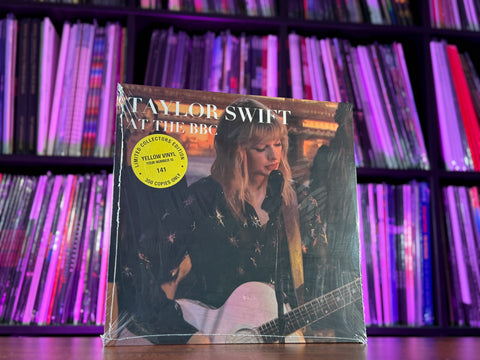 TAYLOR SWIFT
AT THE BBC
LIMITED COLLECTORS EDITION
YELLOW VINYL
YOUR NUMBER IS
141
300 COPIES ONLY